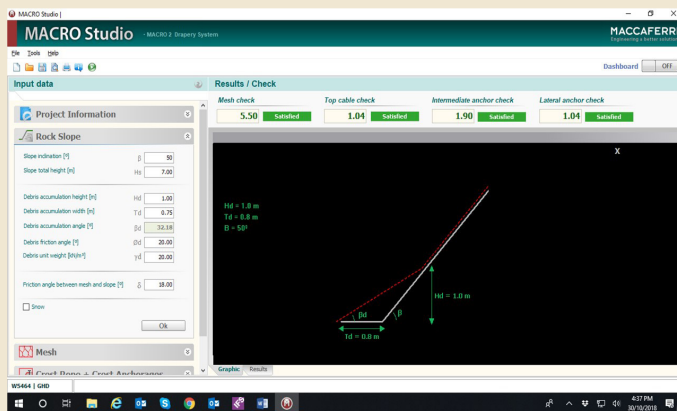 MACRO Studio |
MACRO Studio - MACRO 2 Drapery System
MACCAFERRI
Engineering a better solution
File Tools Help
Dashboard OFF
Input data
Results / Check
Project Information
Rock Slope
Slope inclination [º] β 50
Slope total height [m] He 7.00
Debris accumulation height [m] Hd 1.00
Debris accumulation width [m] Td 0.75
Debris accumulation angle [º] βd 32.18
Debris friction angle [º] Ød 20.00
Debris unit weight [kN/m³] γd 20.00
Friction angle between mesh and slope [º] δ 18.00
Snow
Ok
Mesh
Crest Rope + Crest Anchorages
Mesh check
5.50 Satisfied
Top cable check
1.04 Satisfied
Intermediate anchor check
1.90 Satisfied
Lateral anchor check
1.04 Satisfied
X
Hd = 1.0 m
Td = 0.8 m
B = 50º
Hd = 1.0 m
βd
β
Td = 0.8 m
Graphic Results
W5464 | GHD
4:37 PM
30/10/2018